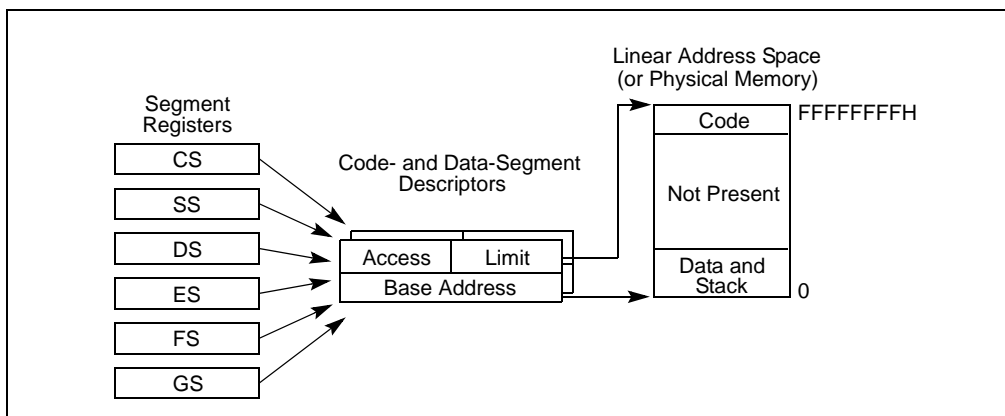 Segment
Registers
CS
SS
DS
ES
FS
GS
Code- and Data-Segment
Descriptors
Access
Limit
Base Address
Linear Address Space
(or Physical Memory)
Code
FFFFFFFFH
Not Present
Data and
Stack
0